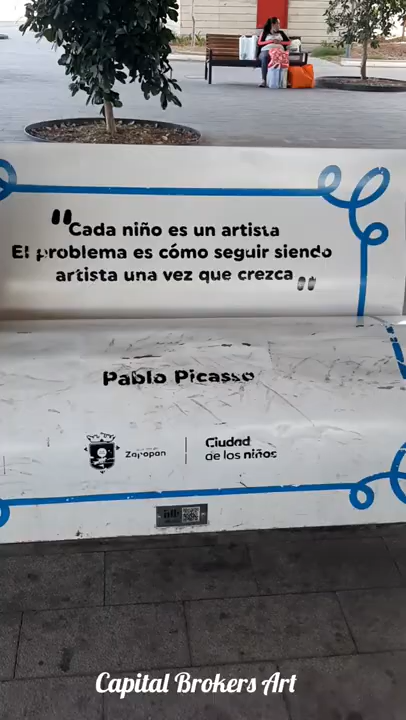 "Cada niño es un artista
El problema es cómo seguir siendo
artista una vez que crezca"
Pablo Picasso
Zapopan
Ciudad
de los niños
Capital Brokers Art